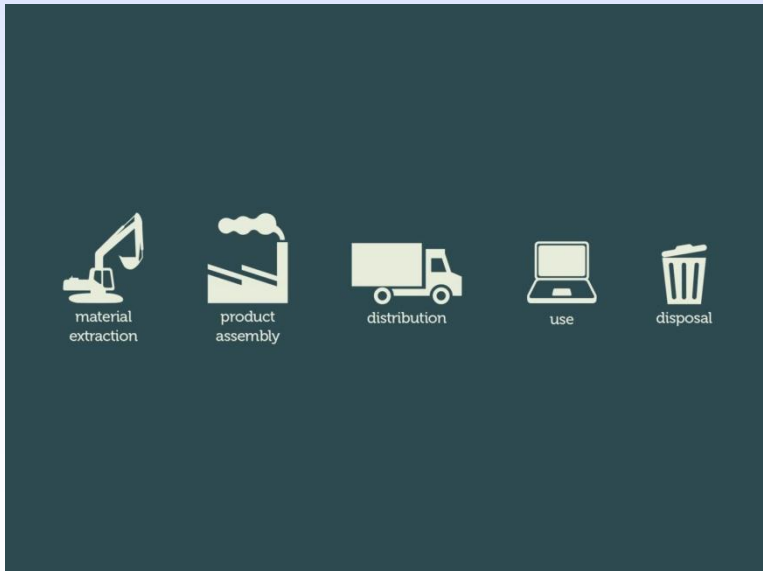 material
extraction
product
assembly
distribution
use
disposal